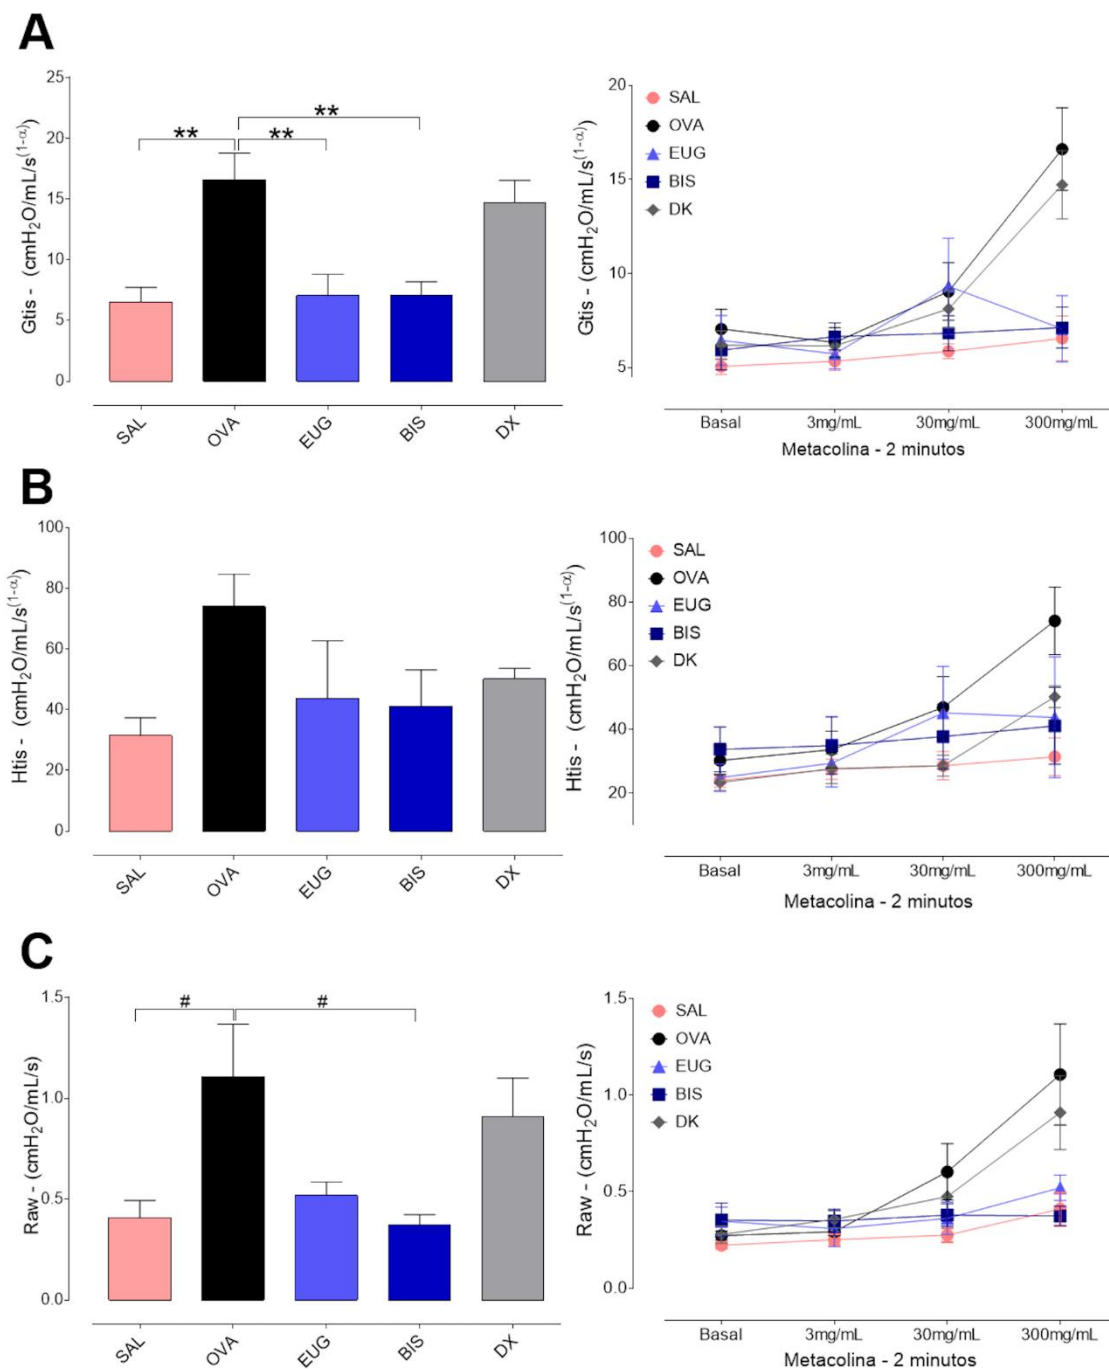 A
Gtis - (cmH₂O/mL/s⁽¹⁻ᵅ⁾
25
20
15
10
5
0
** ** **
SAL OVA EUG BIS DX
Gtis - (cmH₂O/mL/s⁽¹⁻ᵅ⁾
20
15
10
5
SAL
OVA
EUG
BIS
DK
Basal 3mg/mL 30mg/mL 300mg/mL
Metacolina - 2 minutos
B
Htis - (cmH₂O/mL/s⁽¹⁻ᵅ⁾
100
80
60
40
20
0
SAL OVA EUG BIS DX
Htis - (cmH₂O/mL/s⁽¹⁻ᵅ⁾
100
80
60
40
20
SAL
OVA
EUG
BIS
DK
Basal 3mg/mL 30mg/mL 300mg/mL
Metacolina - 2 minutos
C
Raw - (cmH₂O/mL/s)
1.5
1.0
0.5
0.0
# #
SAL OVA EUG BIS DX
Raw - (cmH₂O/mL/s)
1.5
1.0
0.5
0.0
SAL
OVA
EUG
BIS
DK
Basal 3mg/mL 30mg/mL 300mg/mL
Metacolina - 2 minutos